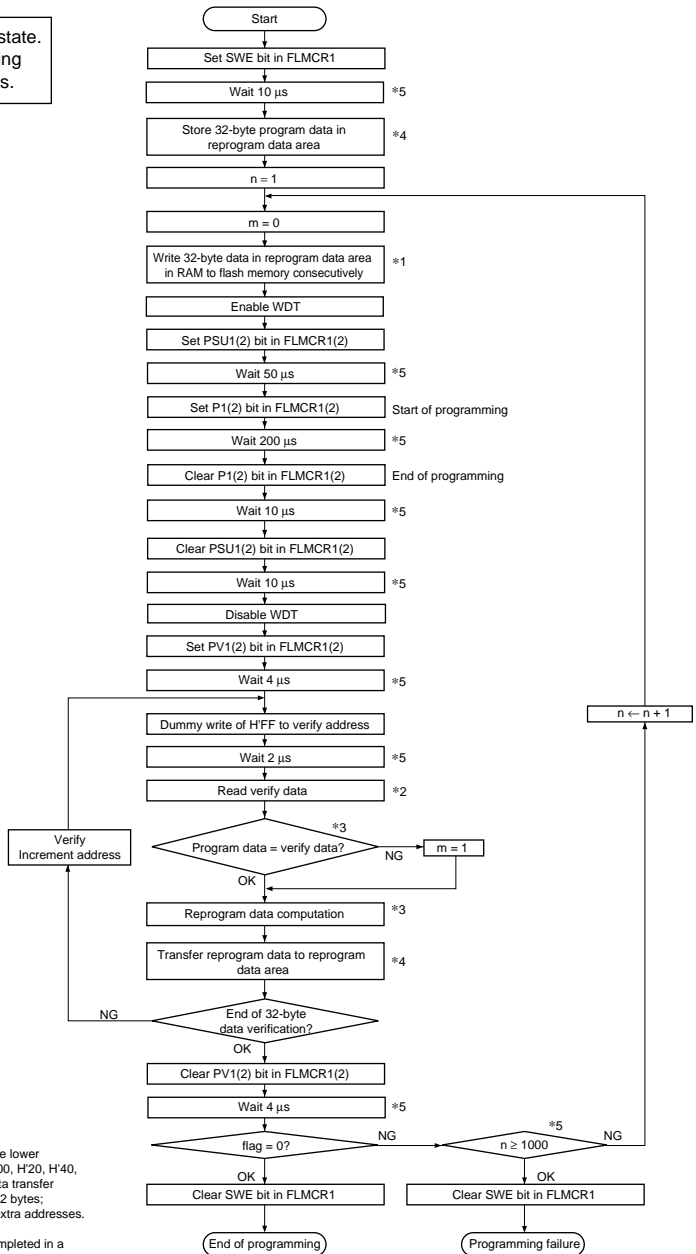 state.
ing
s.
Start
Set SWE bit in FLMCR1
Wait 10 µs
*5
Store 32-byte program data in
reprogram data area
*4
n = 1
m = 0
Write 32-byte data in reprogram data area
in RAM to flash memory consecutively
*1
Enable WDT
Set PSU1(2) bit in FLMCR1(2)
Wait 50 µs
*5
Set P1(2) bit in FLMCR1(2)
Start of programming
Wait 200 µs
*5
Clear P1(2) bit in FLMCR1(2)
End of programming
Wait 10 µs
*5
Clear PSU1(2) bit in FLMCR1(2)
Wait 10 µs
*5
Disable WDT
Set PV1(2) bit in FLMCR1(2)
Wait 4 µs
*5
n ← n + 1
Dummy write of H'FF to verify address
Wait 2 µs
*5
Read verify data
*2
*3
Program data = verify data?
NG
m = 1
Verify
Increment address
OK
Reprogram data computation
*3
Transfer reprogram data to reprogram
data area
*4
End of 32-byte
data verification?
NG
OK
Clear PV1(2) bit in FLMCR1(2)
Wait 4 µs
*5
flag = 0?
NG
*5
n ≥ 1000
NG
OK
OK
Clear SWE bit in FLMCR1
Clear SWE bit in FLMCR1
End of programming
Programming failure
e lower
00, H'20, H'40,
ta transfer
2 bytes;
xtra addresses.
mpleted in a